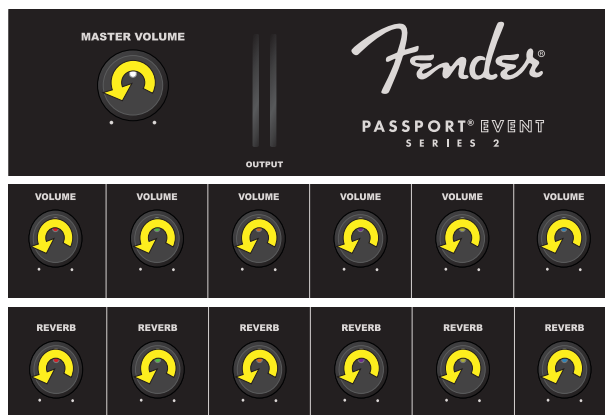 MASTER VOLUME
Fender®
PASSPORT® EVENT
SERIES 2
OUTPUT
VOLUME VOLUME VOLUME VOLUME VOLUME VOLUME
REVERB REVERB REVERB REVERB REVERB REVERB